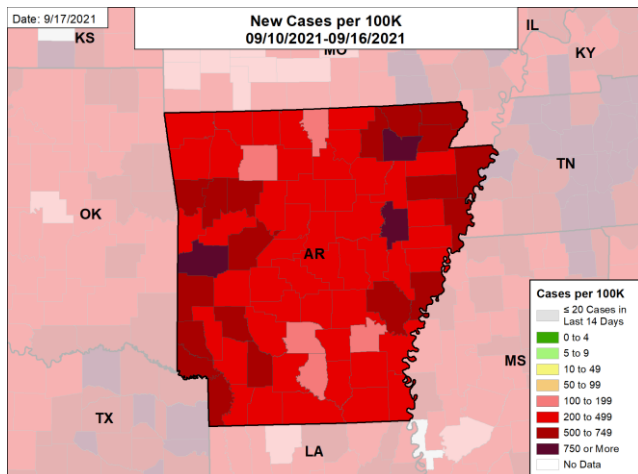 Date: 9/17/2021
New Cases per 100K
09/10/2021-09/16/2021
KS
MO
IL
KY
TN
OK
AR
MS
TX
LA
Cases per 100K
≤ 20 Cases in
Last 14 Days
0 to 4
5 to 9
10 to 49
50 to 99
100 to 199
200 to 499
500 to 749
750 or More
No Data